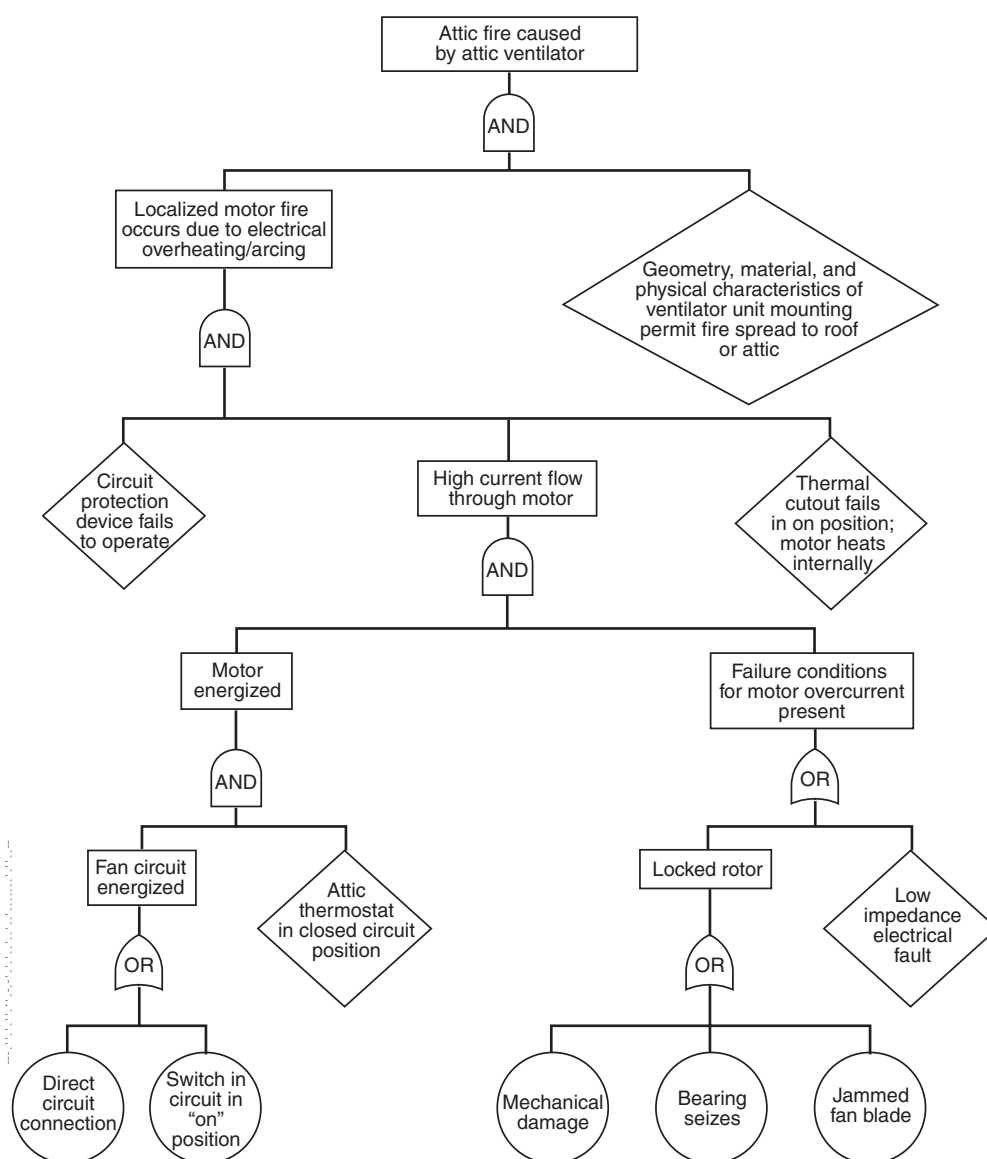 Attic fire caused
by attic ventilator
AND
Localized motor fire
occurs due to electrical
overheating/arcing
Geometry, material, and
physical characteristics of
ventilator unit mounting
permit fire spread to roof
or attic
AND
Circuit
protection
device fails
to operate
High current flow
through motor
Thermal
cutout fails
in on position;
motor heats
internally
AND
Motor
energized
Failure conditions
for motor overcurrent
present
AND
OR
Fan circuit
energized
Attic
thermostat
in closed circuit
position
Locked rotor
Low
impedance
electrical
fault
OR
OR
Direct
circuit
connection
Switch in
circuit in
“on”
position
Mechanical
damage
Bearing
seizes
Jammed
fan blade